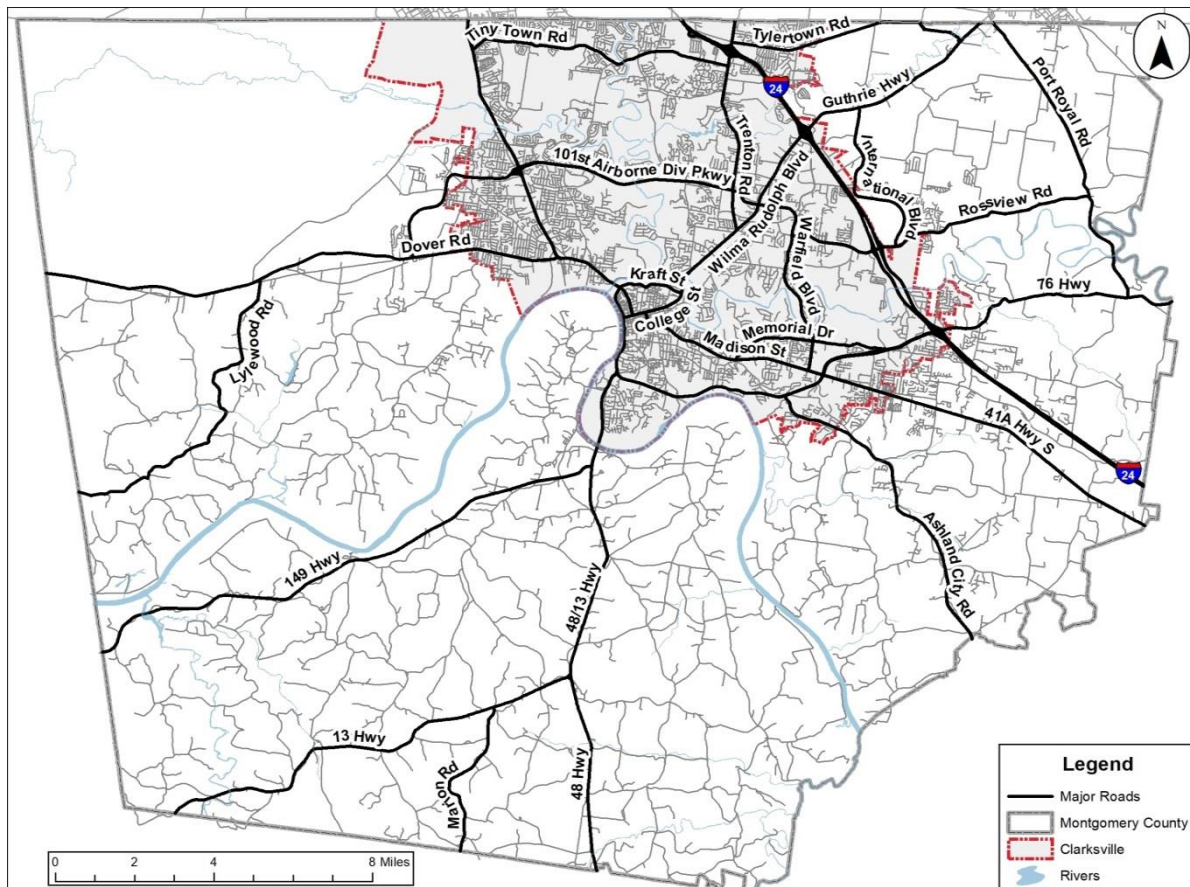 N
Tiny Town Rd
Tylertown Rd
24
Guthrie Hwy
Port Royal Rd
Trenton Rd
International Blvd
101st Airborne Div Pkwy
Wilma Rudolph Blvd
Rossview Rd
Warfield Blvd
Dover Rd
Kraft St
76 Hwy
College St
Memorial Dr
Madison St
Lylewood Rd
41A Hwy S
24
Ashland City Rd
149 Hwy
48/13 Hwy
13 Hwy
Marion Rd
48 Hwy
Legend
Major Roads
Montgomery County
Clarksville
Rivers
0 2 4 8 Miles